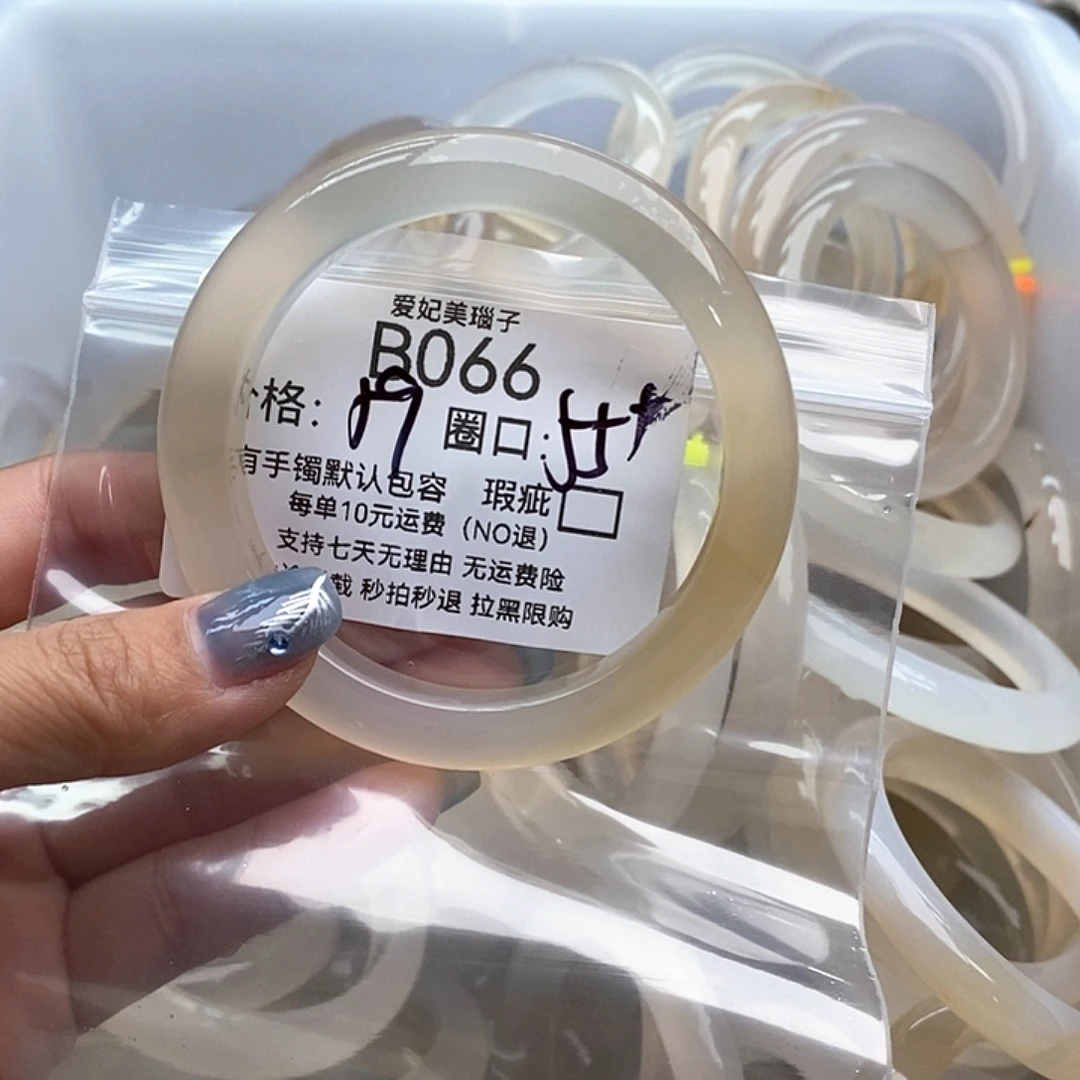 爱妃美瑙子
B066
格: 圈口:
有手镯默认包容 瑕疵
每单10元运费 (NO退)
支持七天无理由 无运费险
截 秒拍秒退 拉黑限购